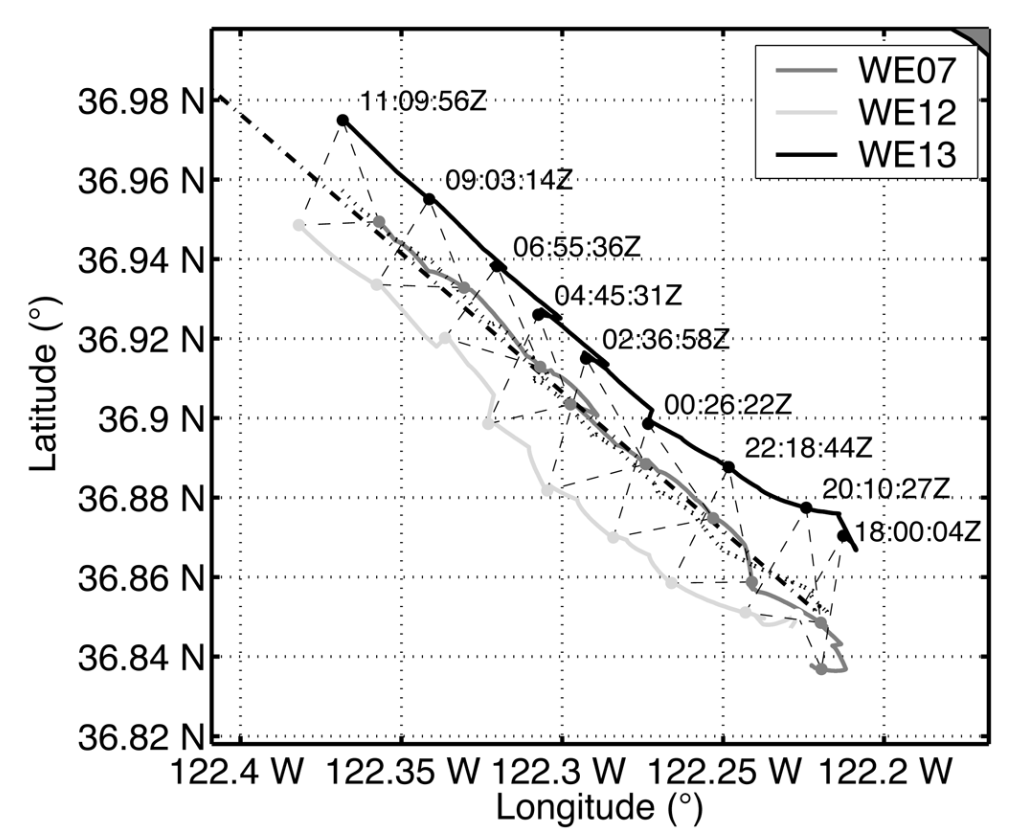 WE07
WE12
WE13
36.98 N
36.96 N
36.94 N
36.92 N
36.9 N
36.88 N
36.86 N
36.84 N
36.82 N
Latitude (°)
11:09:56Z
09:03:14Z
06:55:36Z
04:45:31Z
02:36:58Z
00:26:22Z
22:18:44Z
20:10:27Z
18:00:04Z
122.4 W 122.35 W 122.3 W 122.25 W 122.2 W
Longitude (°)